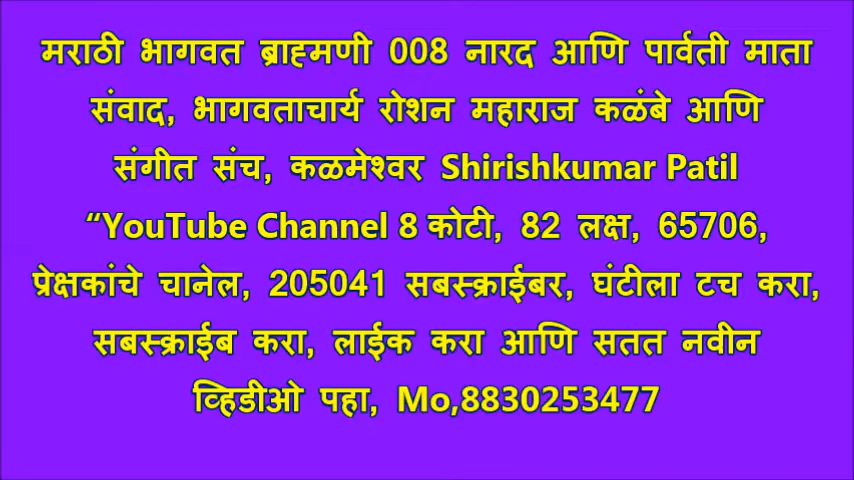 मराठी भागवत ब्राह्मणी 008 नारद आणि पार्वती माता
संवाद, भागवताचार्य रोशन महाराज कळंबे आणि
संगीत संच, कळमेश्वर Shirishkumar Patil
“YouTube Channel 8 कोटी, 82 लक्ष, 65706,
प्रेक्षकांचे चानेल, 205041 सबस्क्राईबर, घंटीला टच करा,
सबस्क्राईब करा, लाईक करा आणि सतत नवीन
व्हिडीओ पहा, Mo,8830253477